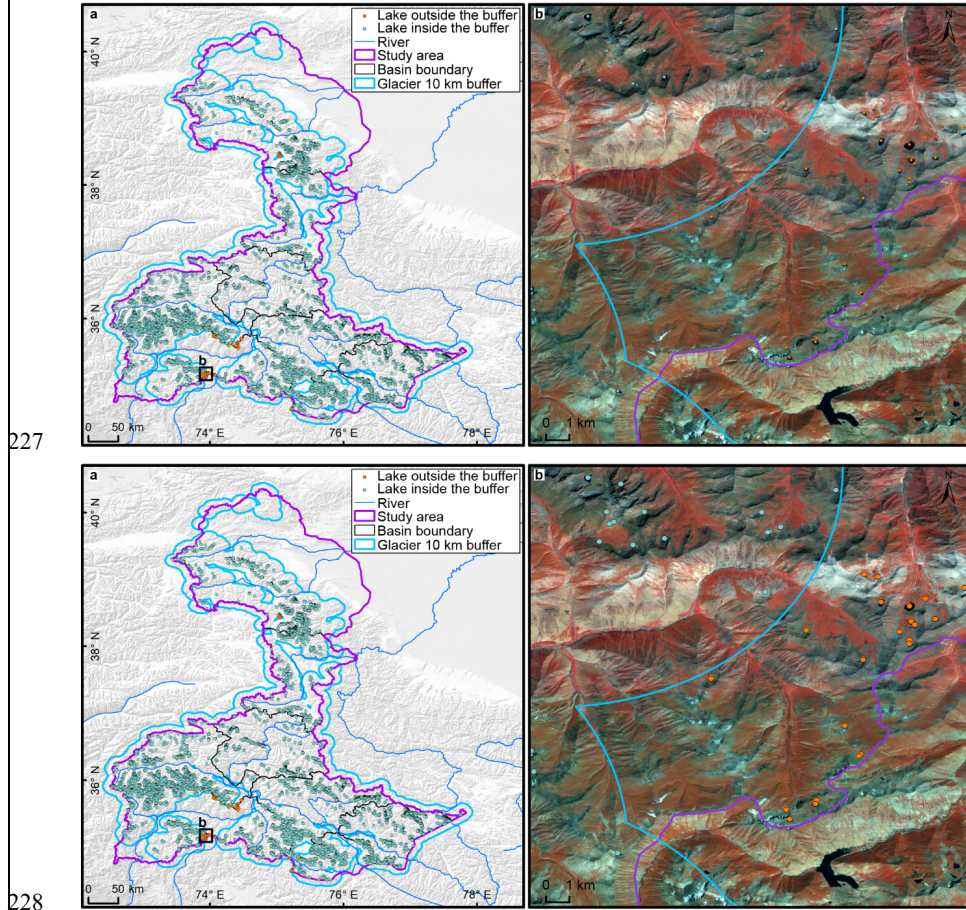 a
Lake outside the buffer
Lake inside the buffer
River
Study area
Basin boundary
Glacier 10 km buffer
40° N
38° N
36° N
b
0 50 km
74° E
76° E
78° E
b
N
0 1 km
227
a
Lake outside the buffer
Lake inside the buffer
River
Study area
Basin boundary
Glacier 10 km buffer
40° N
38° N
36° N
b
0 50 km
74° E
76° E
78° E
b
N
0 1 km
228